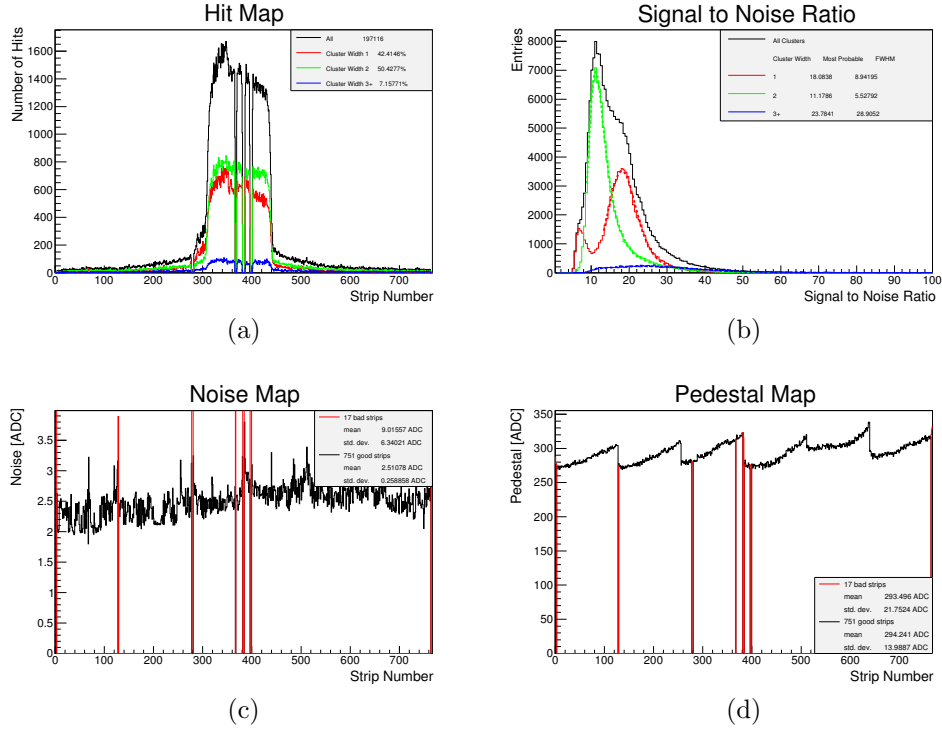 Hit Map
Number of Hits
All 197116
Cluster Width 1 42.4146%
Cluster Width 2 50.4277%
Cluster Width 3+ 7.15771%
1600
1400
1200
1000
800
600
400
200
0
0 100 200 300 400 500 600 700
Strip Number
(a)
Signal to Noise Ratio
Entries
All Clusters
Cluster Width Most Probable FWHM
1 18.0838 8.94195
2 11.1786 5.52792
3+ 23.7841 28.9052
8000
7000
6000
5000
4000
3000
2000
1000
0
10 20 30 40 50 60 70 80 90 100
Signal to Noise Ratio
(b)
Noise Map
Noise [ADC]
17 bad strips
mean 9.01557 ADC
std. dev. 6.34021 ADC
751 good strips
mean 2.51078 ADC
std. dev. 0.258858 ADC
3.5
3
2.5
2
1.5
1
0.5
0
0 100 200 300 400 500 600 700
Strip Number
(c)
Pedestal Map
Pedestal [ADC]
350
300
250
200
150
100
50
0
17 bad strips
mean 293.496 ADC
std. dev. 21.7524 ADC
751 good strips
mean 294.241 ADC
std. dev. 13.9887 ADC
0 100 200 300 400 500 600 700
Strip Number
(d)